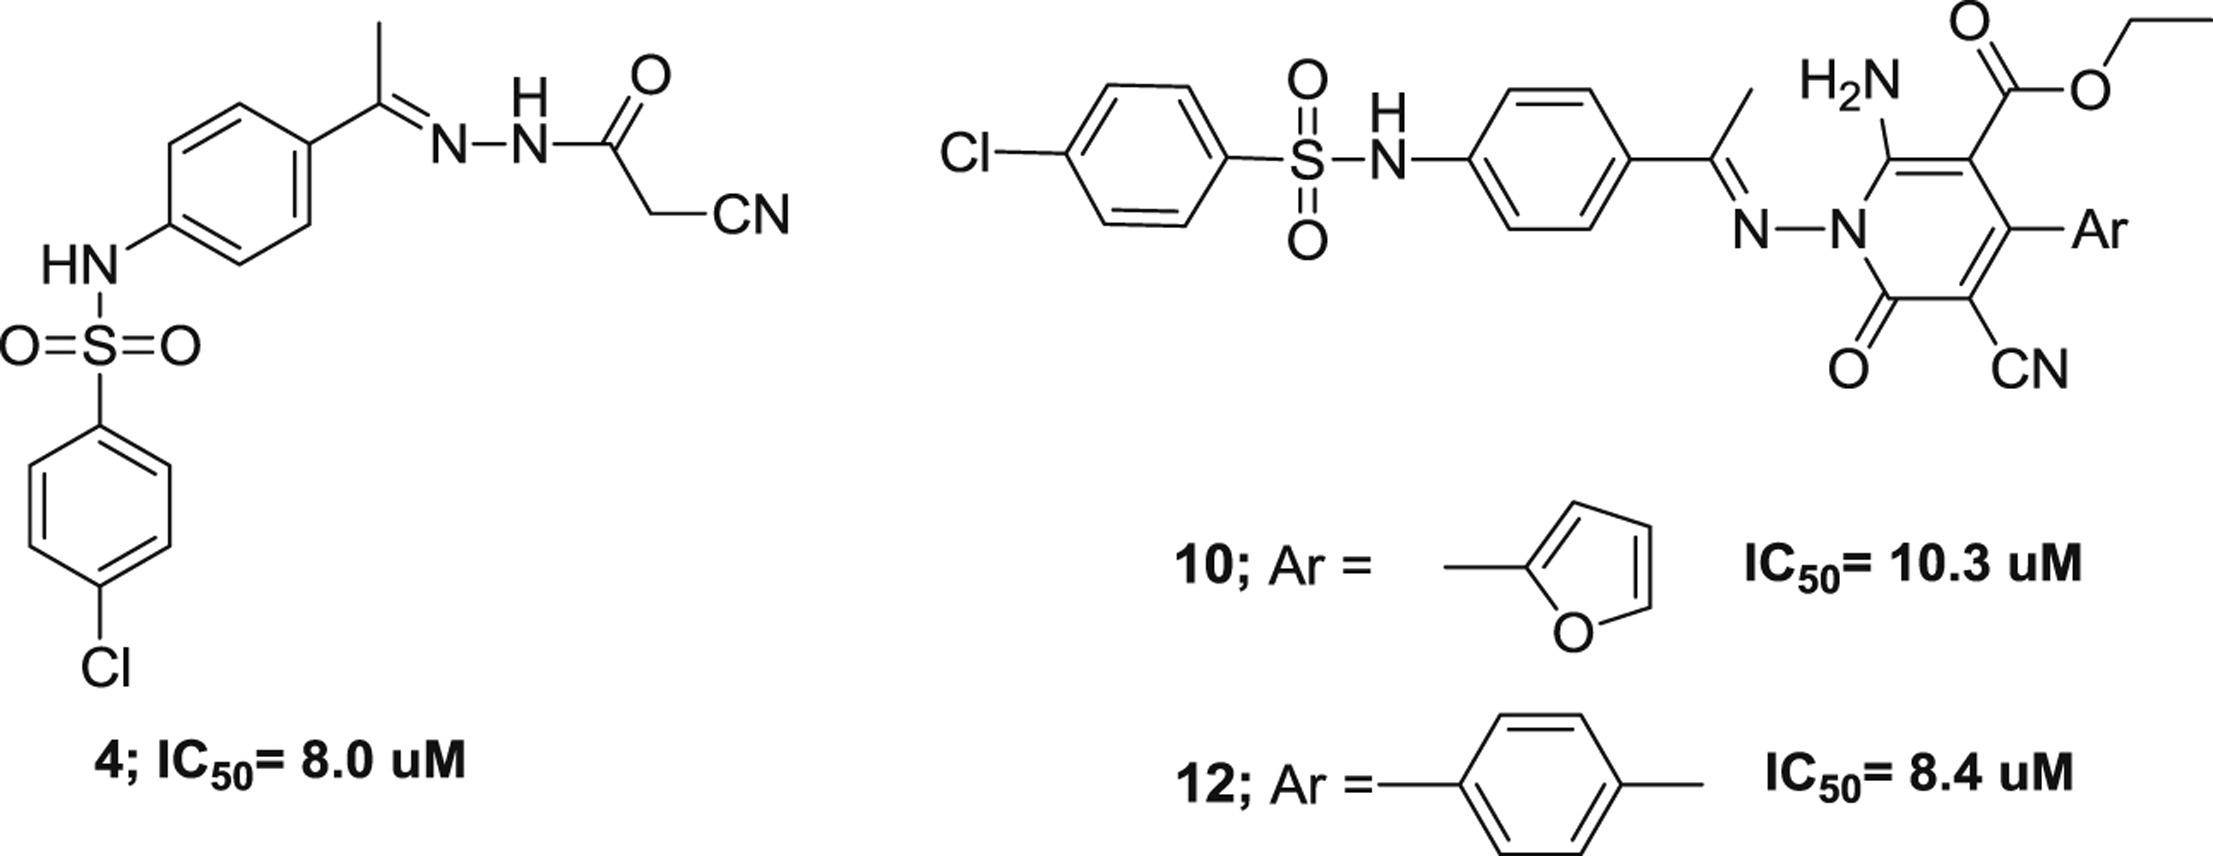 O
H
N
N
CN
HN
O=S=O
Cl
4; IC50= 8.0 uM
O
O
H2N
O
H
Cl
S
N
O
N
N
Ar
O
CN
10; Ar =
O
IC50= 10.3 uM
12; Ar =
IC50= 8.4 uM